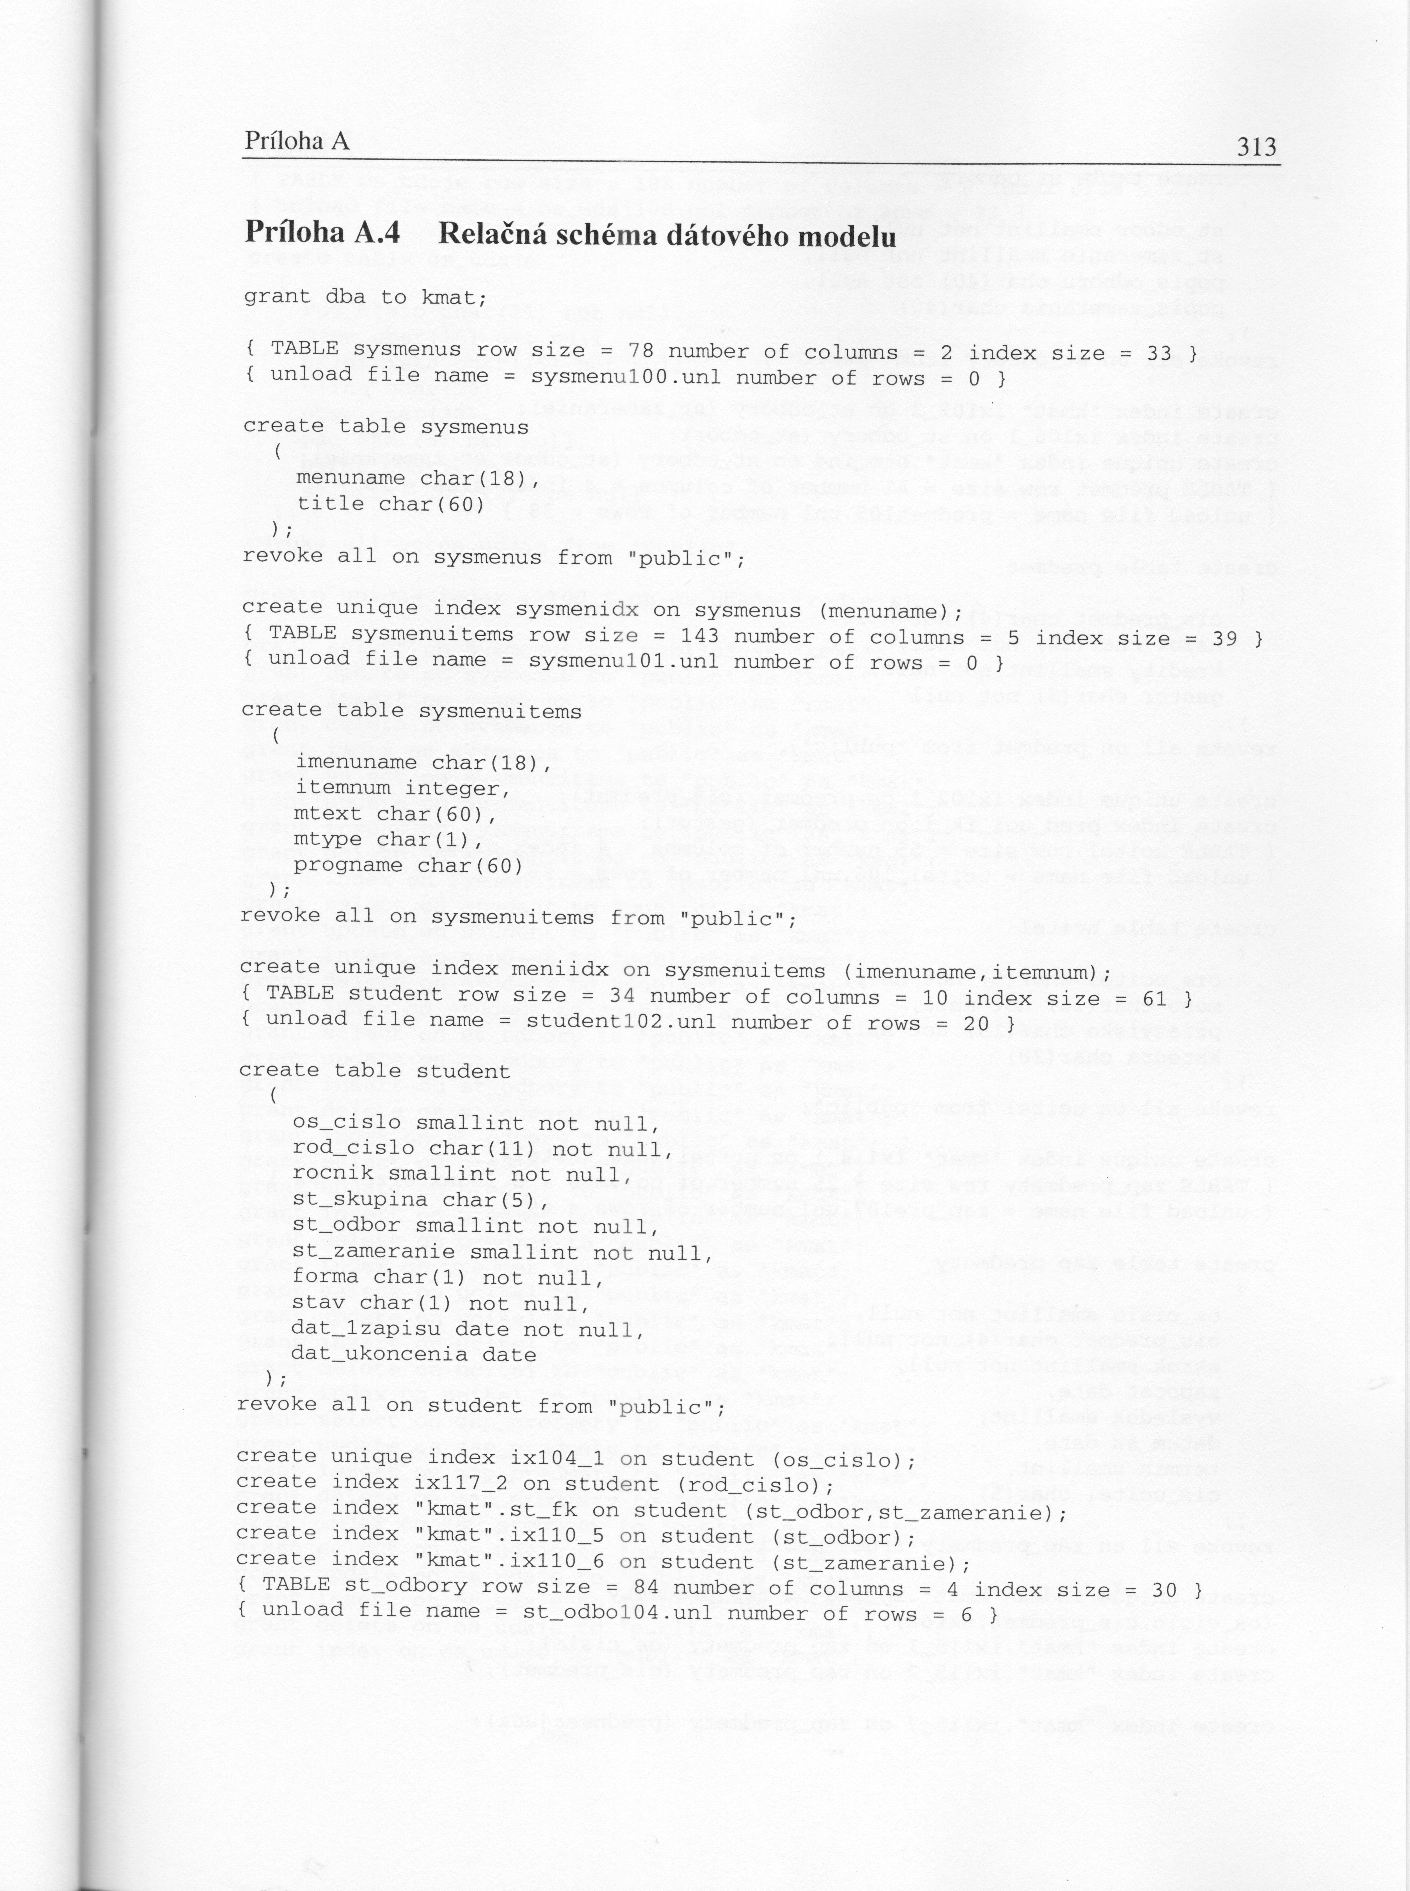 Príloha A 313
Príloha A.4 Relačná schéma dátového modelu
grant dba to kmat;
{ TABLE sysmenus row size = 78 number of columns = 2 index size = 33 }
{ unload file name = sysmenu100.unl number of rows = 0 }
create table sysmenus
(
menuname char(18),
title char(60)
);
revoke all on sysmenus from "public";
create unique index sysmenidx on sysmenus (menuname);
{ TABLE sysmenuitems row size = 143 number of columns = 5 index size = 39 }
{ unload file name = sysmenu101.unl number of rows = 0 }
create table sysmenuitems
(
imenuname char(18),
itemnum integer,
mtext char(60),
mtype char(1),
progname char(60)
);
revoke all on sysmenuitems from "public";
create unique index meniidx on sysmenuitems (imenuname,itemnum);
{ TABLE student row size = 34 number of columns = 10 index size = 61 }
{ unload file name = student102.unl number of rows = 20 }
create table student
(
os_cislo smallint not null,
rod_cislo char(11) not null,
rocnik smallint not null,
st_skupina char(5),
st_odbor smallint not null,
st_zameranie smallint not null,
forma char(1) not null,
stav char(1) not null,
dat_1zapisu date not null,
dat_ukoncenia date
);
revoke all on student from "public";
create unique index ix104_1 on student (os_cislo);
create index ix117_2 on student (rod_cislo);
create index "kmat".st_fk on student (st_odbor,st_zameranie);
create index "kmat".ix110_5 on student (st_odbor);
create index "kmat".ix110_6 on student (st_zameranie);
{ TABLE st_odbory row size = 84 number of columns = 4 index size = 30 }
{ unload file name = st_odbo104.unl number of rows = 6 }